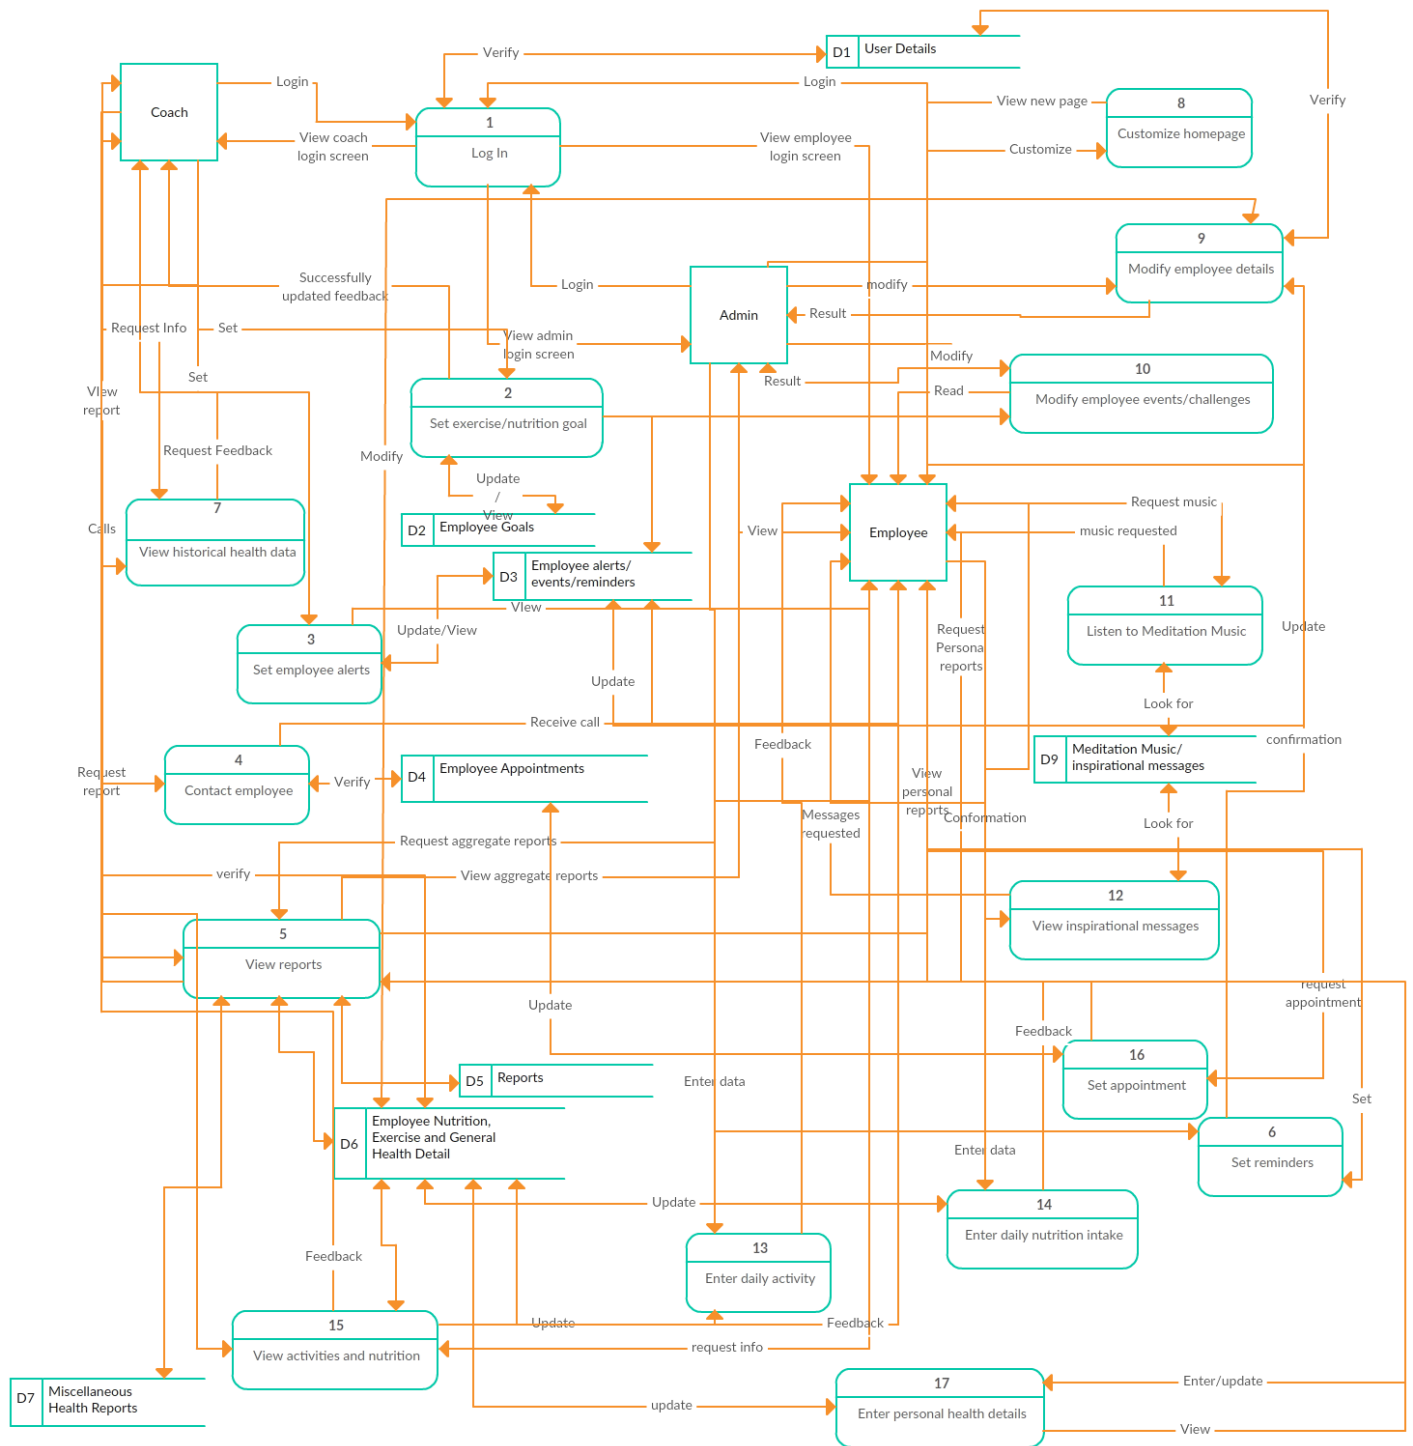 Verify
D1
User Details
Login
Login
Coach
View new page
8
Customize homepage
Verify
1
Log In
View coach
login screen
View employee
login screen
Customize
9
Modify employee details
Successfully
updated feedback
Login
modify
Admin
Result
Request Info
Set
View admin
login screen
Set
VIew
report
Modify
Result
Read
10
Modify employee events/challenges
2
Set exercise/nutrition goal
Request Feedback
Modify
Update
/
View
7
View historical health data
Calls
D2
Employee Goals
View
Employee
Request music
music requested
D3
Employee alerts/
events/reminders
VIew
Update/View
3
Set employee alerts
Request
Persona
reports
11
Listen to Meditation Music
Update
Update
Look for
Receive call
Feedback
confirmation
D9
Meditation Music/
inspirational messages
4
Contact employee
Request
report
Verify
D4
Employee Appointments
View
personal
reports
Messages
requested
Conformation
Look for
Request aggregate reports
verify
View aggregate reports
12
View inspirational messages
5
View reports
request
appointment
Update
Feedback
16
Set appointment
D5
Reports
Enter data
Set
D6
Employee Nutrition,
Exercise and General
Health Detail
6
Set reminders
Enter data
Update
14
Enter daily nutrition intake
13
Enter daily activity
Feedback
15
View activities and nutrition
Update
Feedback
request info
D7
Miscellaneous
Health Reports
17
Enter personal health details
Enter/update
update
View